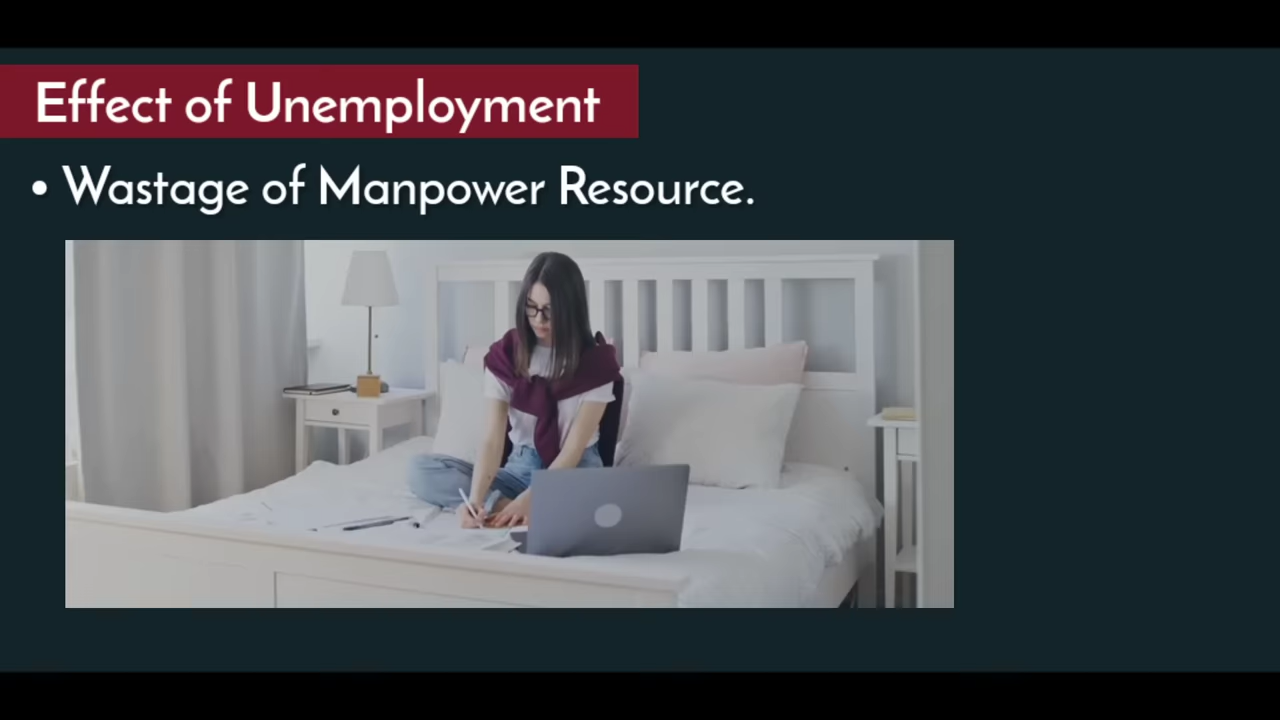 Effect of Unemployment
• Wastage of Manpower Resource.